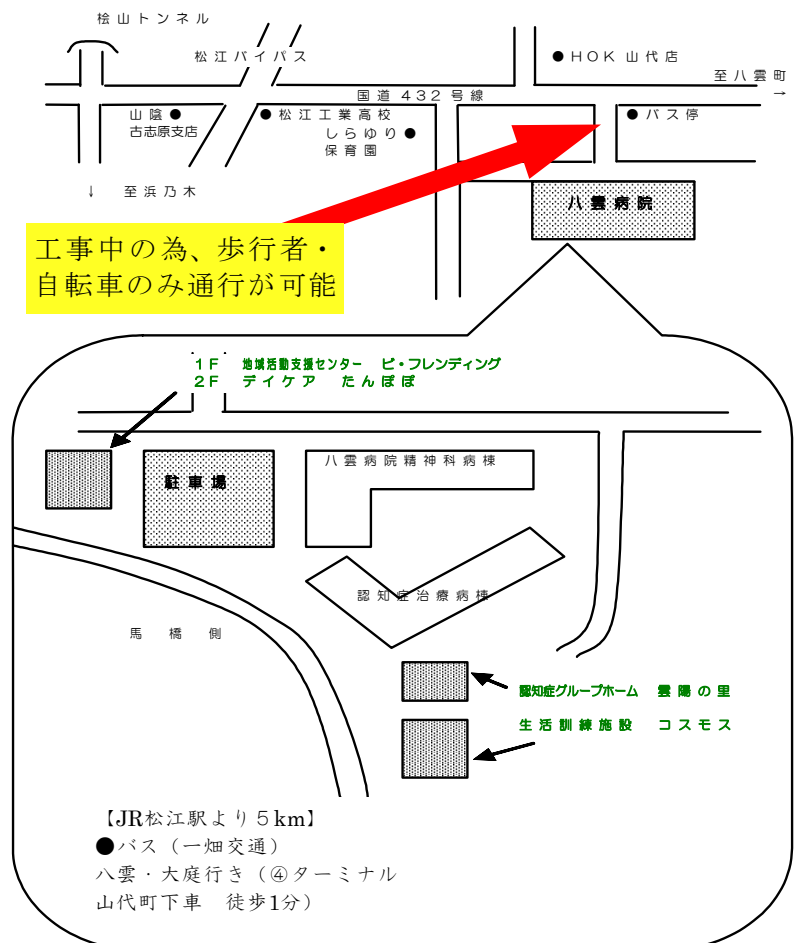 桧山トンネル
松江バイパス
●HOK山代店
至八雲町
→
国道432号線
山陰●
古志原支店
●松江工業高校
しらゆり●
保育園
●バス停
↓ 至浜乃木
八雲病院
工事中の為、歩行者・
自転車のみ通行が可能
1F 地域活動支援センター ピ・フレンディング
2F デイケア たんぽぽ
駐車場
八雲病院精神科病棟
認知症治療病棟
馬橋側
認知症グループホーム 雲陽の里
生活訓練施設 コスモス
【JR松江駅より5km】
●バス(一畑交通)
八雲・大庭行き(④ターミナル
山代町下車 徒歩1分)